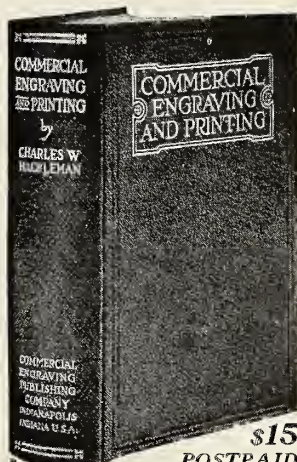 COMMERCIAL
ENGRAVING
AND PRINTING
by
CHARLES W
HACKLEMAN
COMMERCIAL
ENGRAVING
PUBLISHING
COMPANY
INDIANAPOLIS
INDIANA U.S.A.
COMMERCIAL
ENGRAVING
AND PRINTING
$15
POSTPAID